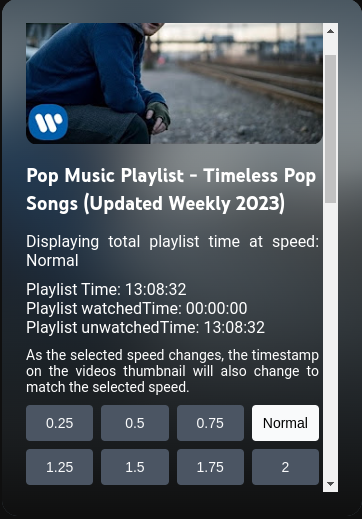 Pop Music Playlist - Timeless Pop
Songs (Updated Weekly 2023)
Displaying total playlist time at speed:
Normal
Playlist Time: 13:08:32
Playlist watchedTime: 00:00:00
Playlist unwatchedTime: 13:08:32
As the selected speed changes, the timestamp
on the videos thumbnail will also change to
match the selected speed.
0.25 0.5 0.75 Normal
1.25 1.5 1.75 2